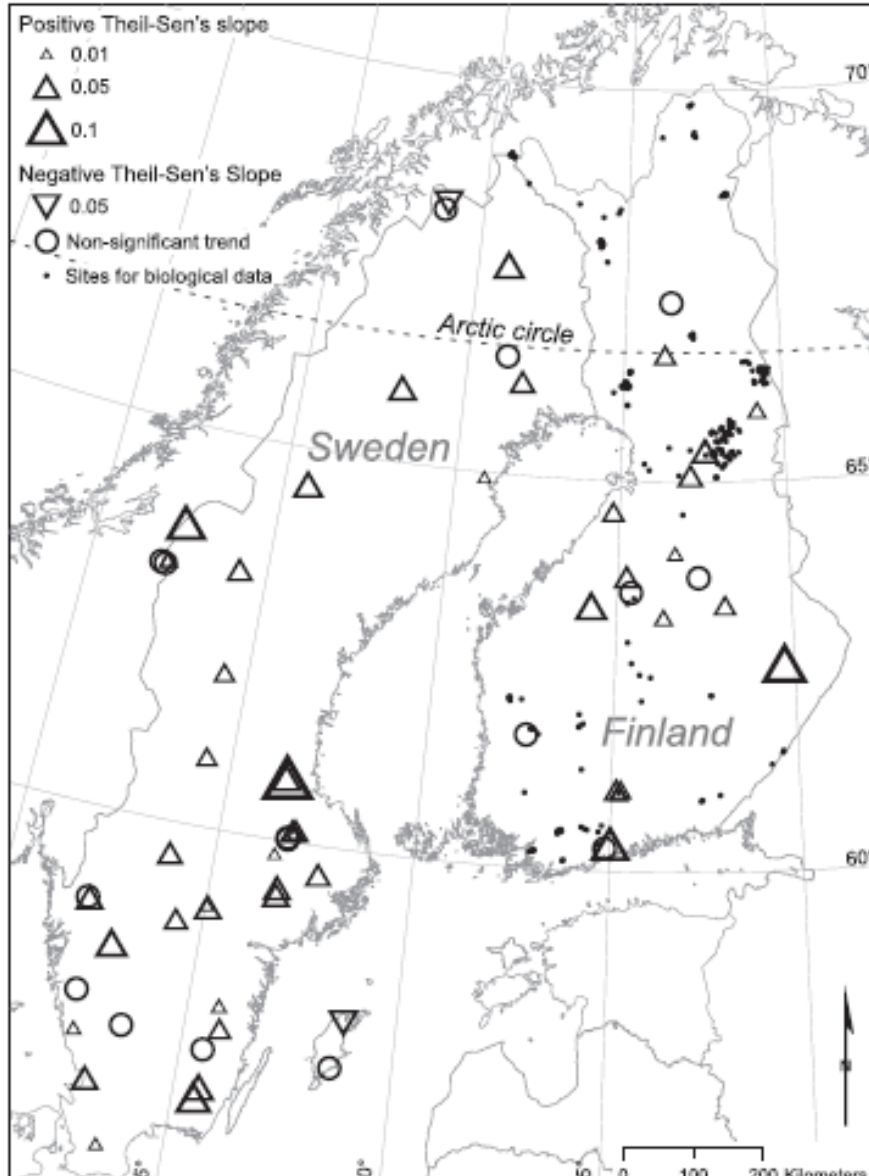 Positive Theil-Sen's slope
0.01
0.05
0.1
Negative Theil-Sen's Slope
0.05
Non-significant trend
Sites for biological data
70°
Arctic circle
Sweden
65°
Finland
60°
N
0 100 200 Kilometers